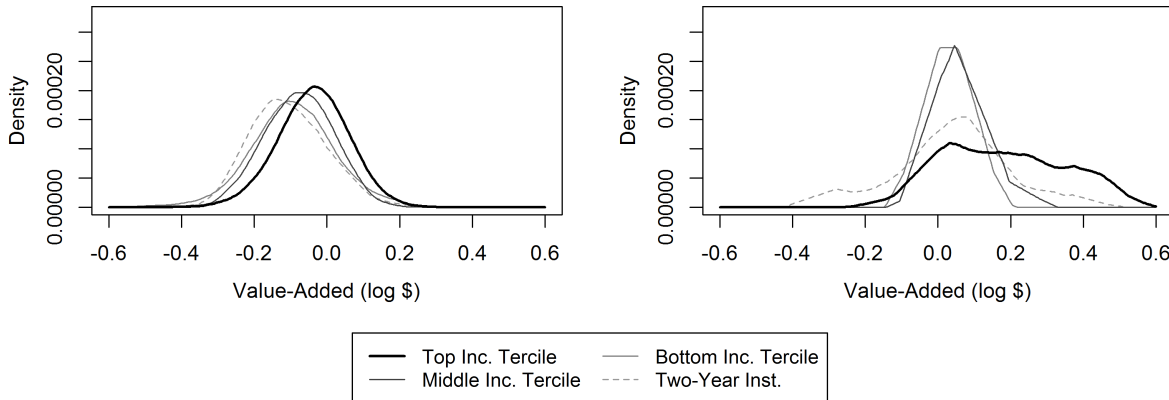 Density
0.00020
0.00000
-0.6 -0.4 -0.2 0.0 0.2 0.4 0.6
Value-Added (log $)
Density
0.00020
0.00000
-0.6 -0.4 -0.2 0.0 0.2 0.4 0.6
Value-Added (log $)
Top Inc. Tercile Bottom Inc. Tercile
Middle Inc. Tercile Two-Year Inst.